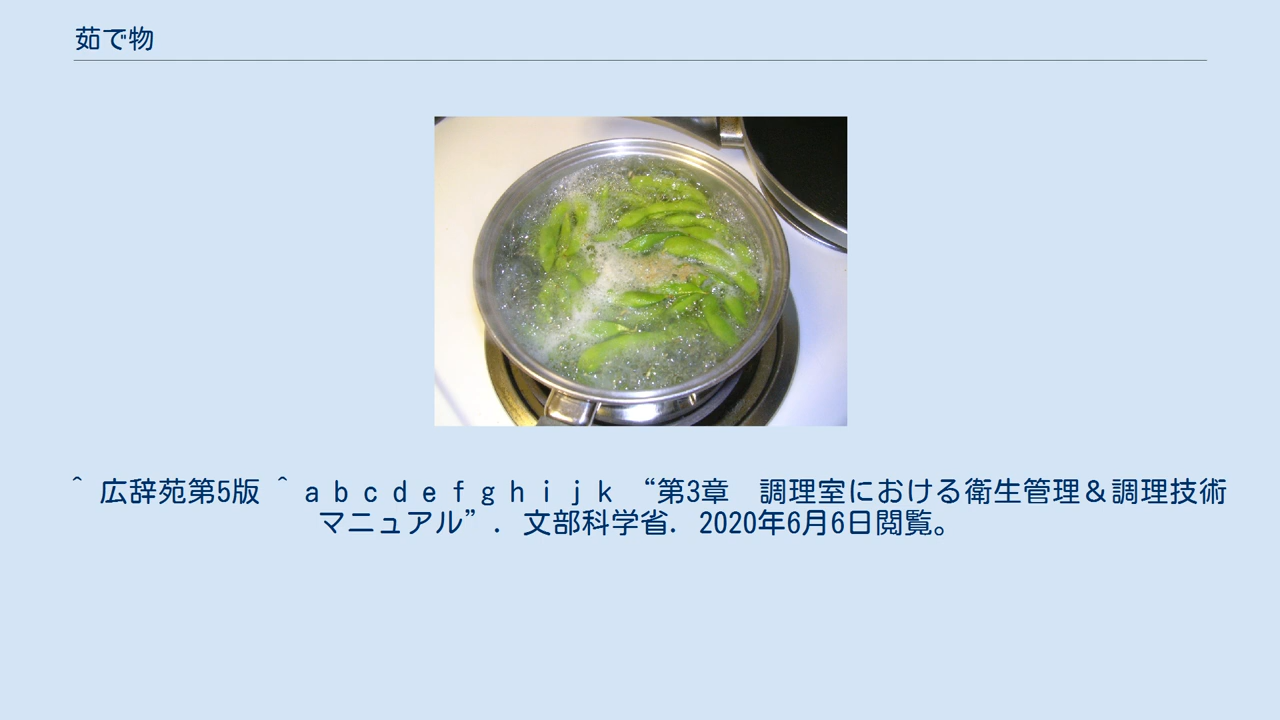 茹で物
^ 広辞苑第5版 ^ a b c d e f g h i j k “第3章　調理室における衛生管理＆調理技術
マニュアル”. 文部科学省. 2020年6月6日閲覧。